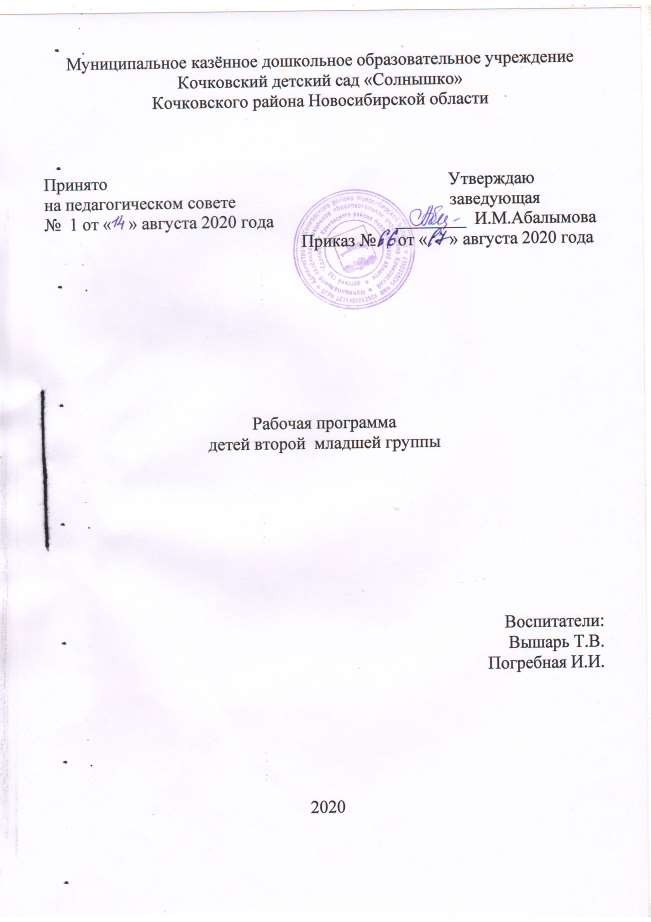 Муниципальное казённое дошкольное образовательное учреждение
Кочковский детский сад «Солнышко»
Кочковского района Новосибирской области
Принято
на педагогическом совете
№ 1 от «14» августа 2020 года
Утверждаю
заведующая
И.М.Абалымова
Приказ №66 от «17» августа 2020 года
Рабочая программа
детей второй младшей группы
Воспитатели:
Вышарь Т.В.
Погребная И.И.
2020